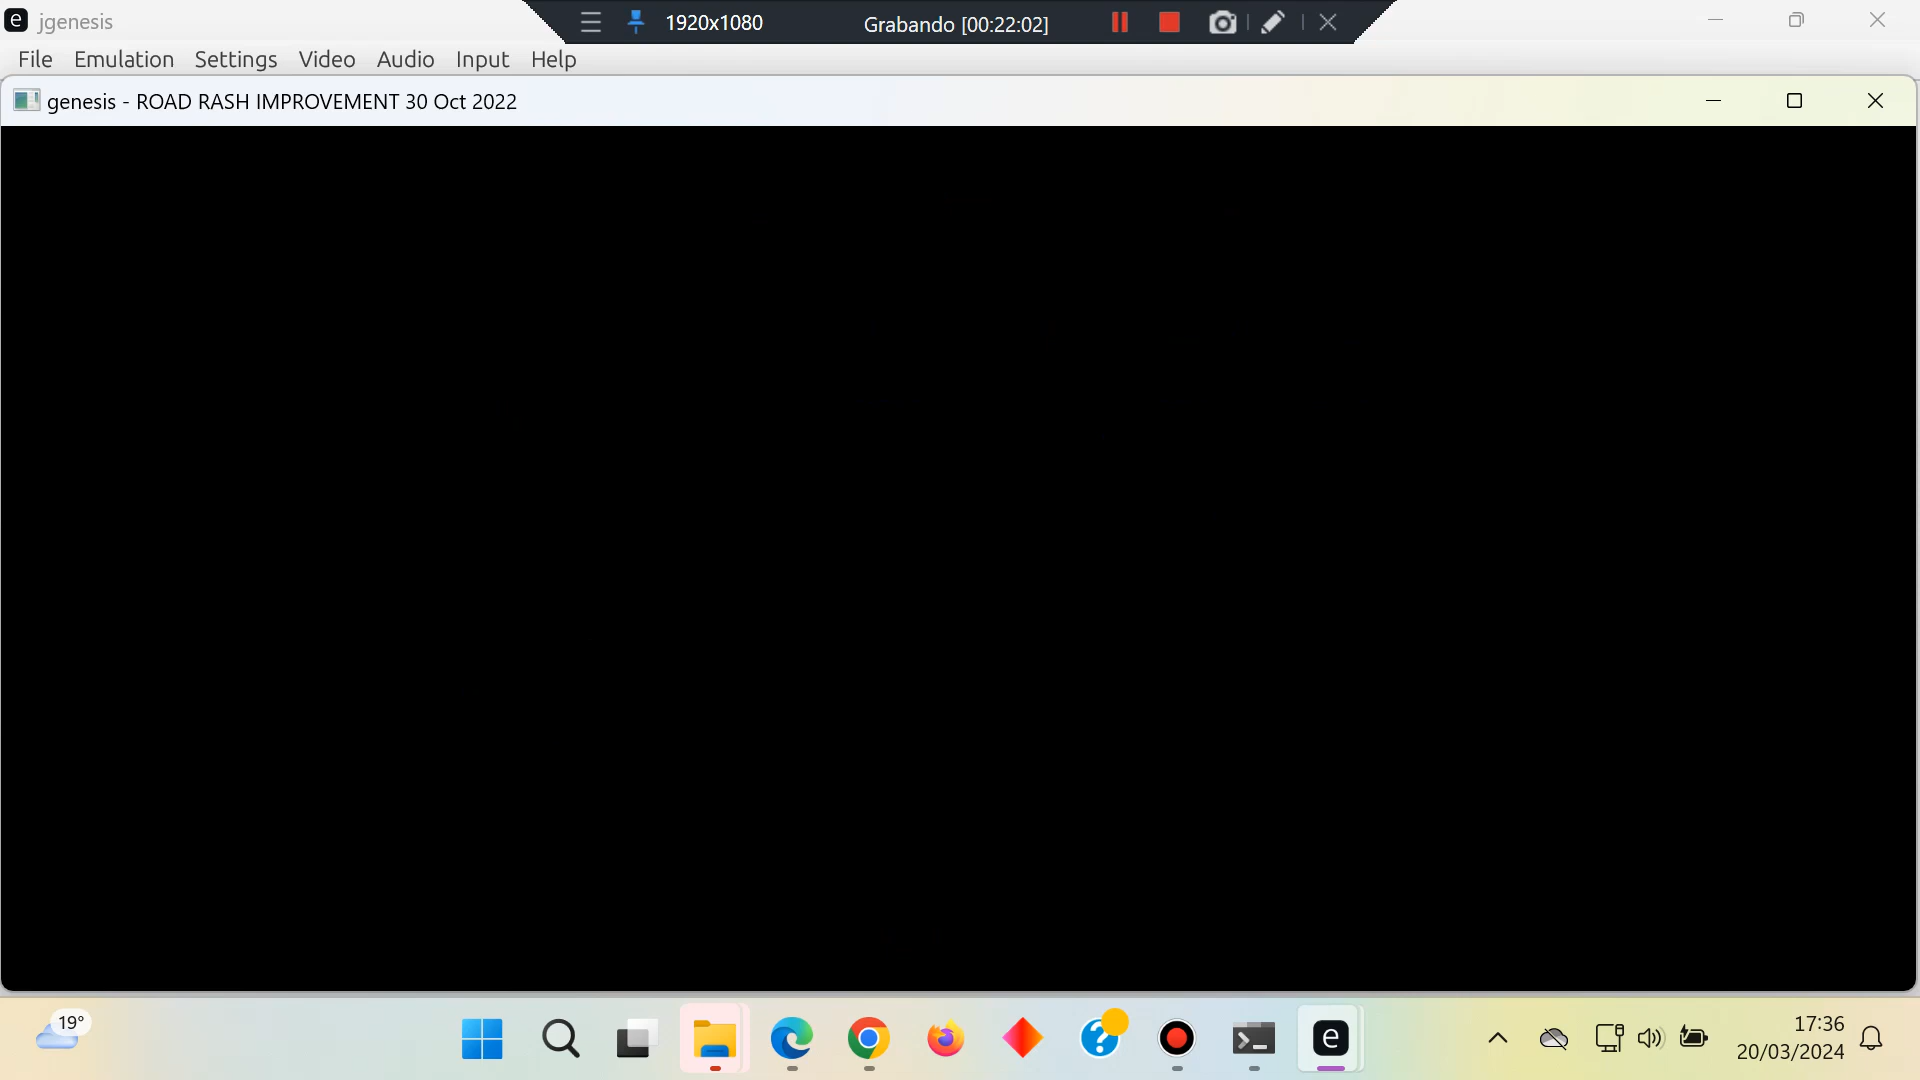 e jgenesis
1920x1080
Grabando [00:22:02]
File Emulation Settings Video Audio Input Help
genesis - ROAD RASH IMPROVEMENT 30 Oct 2022
19°
?
e
17:36
20/03/2024